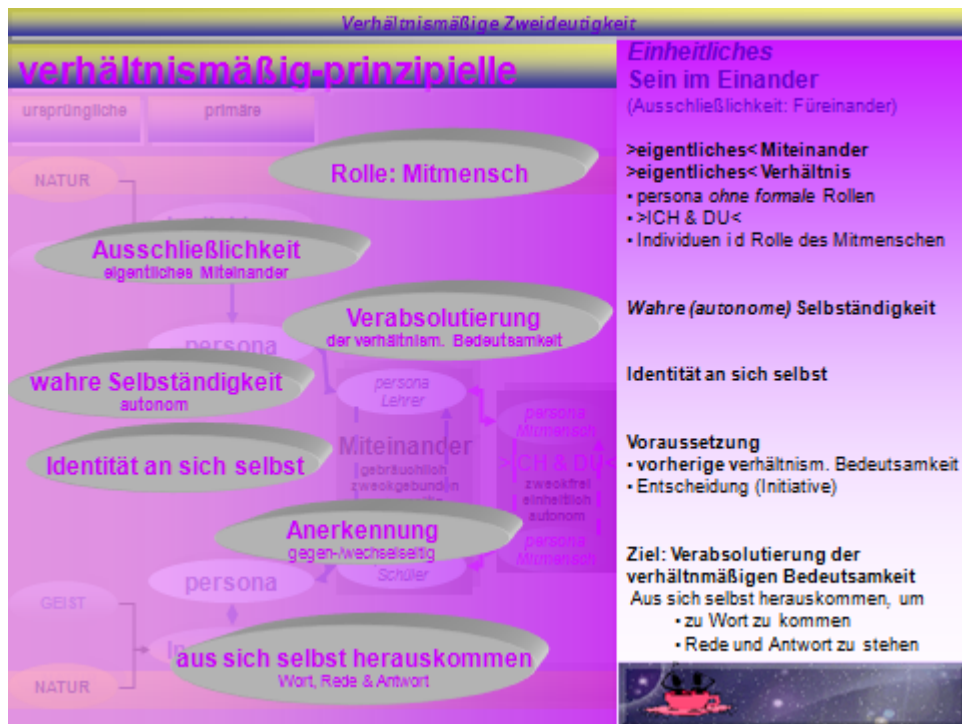 Verhältnismäßige Zweideutigkeit
verhältnismäßig-prinzipielle
ursprüngliche
primäre
NATUR
Rolle: Mitmensch
Ausschließlichkeit
eigentliches Miteinander
Verabsolutierung
der verhältnism. Bedeutsamkeit
persona
wahre Selbständigkeit
autonom
persona
Lehrer
persona
Mitmensch
Identität an sich selbst
Miteinander
gebräuchlich
zweckgebunden
>ICH & DU<
zweckfrei
einheitlich
autonom
Anerkennung
gegen-/wechselseitig
persona
Mitmensch
Schüler
persona
GEIST
aus sich selbst herauskommen
Wort, Rede & Antwort
NATUR
Einheitliches
Sein im Einander
(Ausschließlichkeit: Füreinander)
>eigentliches< Miteinander
>eigentliches< Verhältnis
• persona ohne formale Rollen
• >ICH & DU<
• Individuen i d Rolle des Mitmenschen
Wahre (autonome) Selbständigkeit
Identität an sich selbst
Voraussetzung
• vorherige verhältnism. Bedeutsamkeit
• Entscheidung (Initiative)
Ziel: Verabsolutierung der
verhältnmäßigen Bedeutsamkeit
Aus sich selbst herauskommen, um
• zu Wort zu kommen
• Rede und Antwort zu stehen